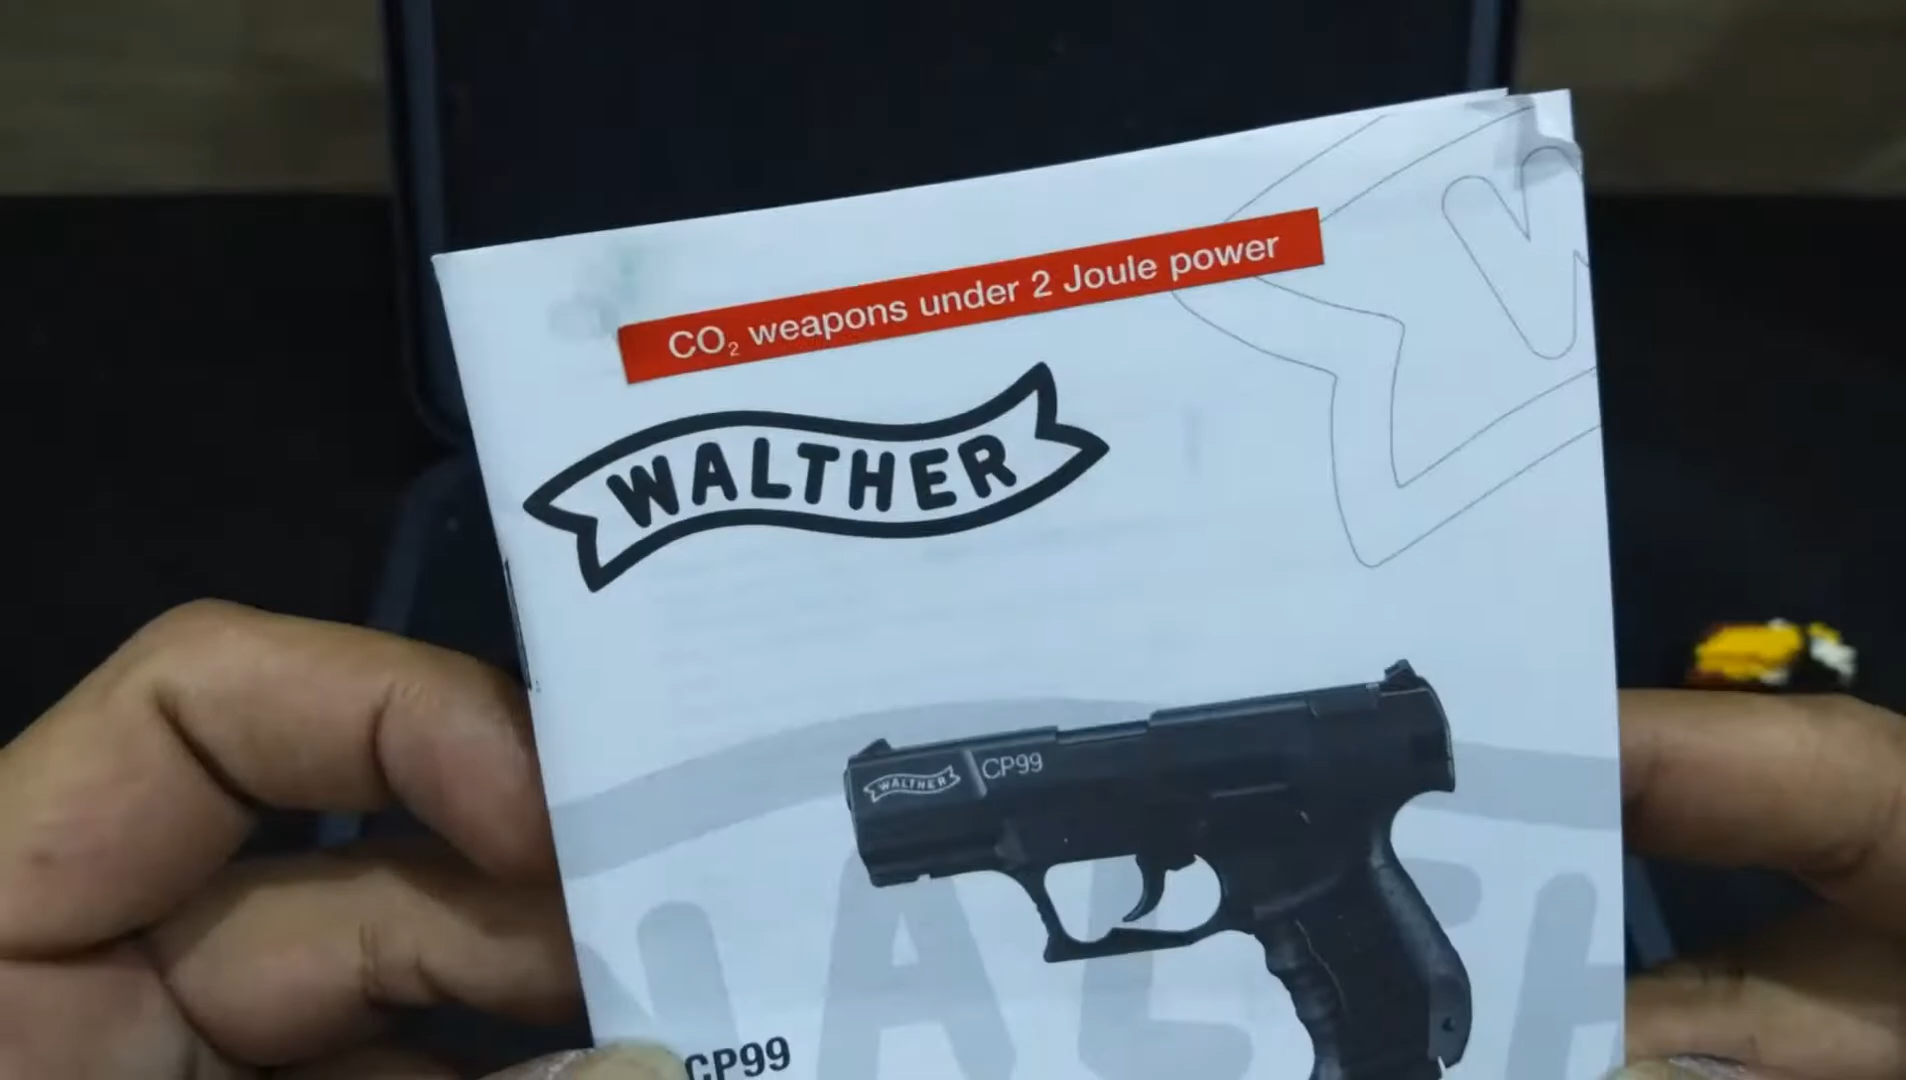 CO₂ weapons under 2 Joule power
WALTHER
WALTHER CP99
CP99